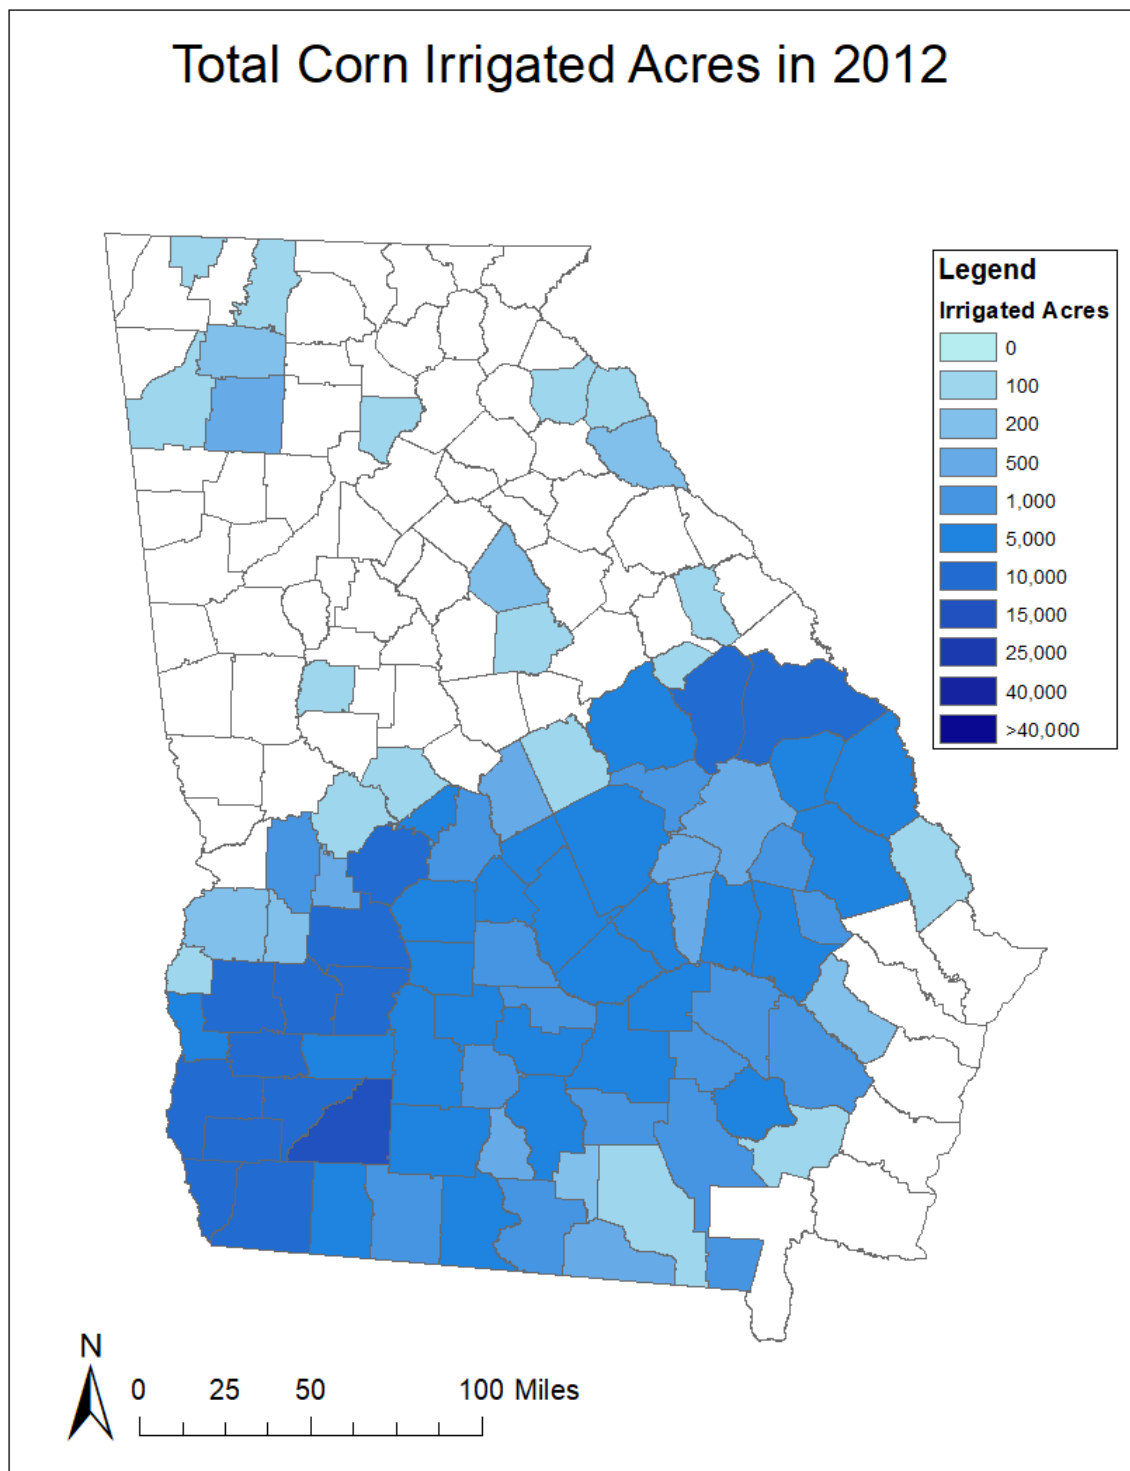 Total Corn Irrigated Acres in 2012
Legend
Irrigated Acres
0
100
200
500
1,000
5,000
10,000
15,000
25,000
40,000
>40,000
N
0 25 50 100 Miles